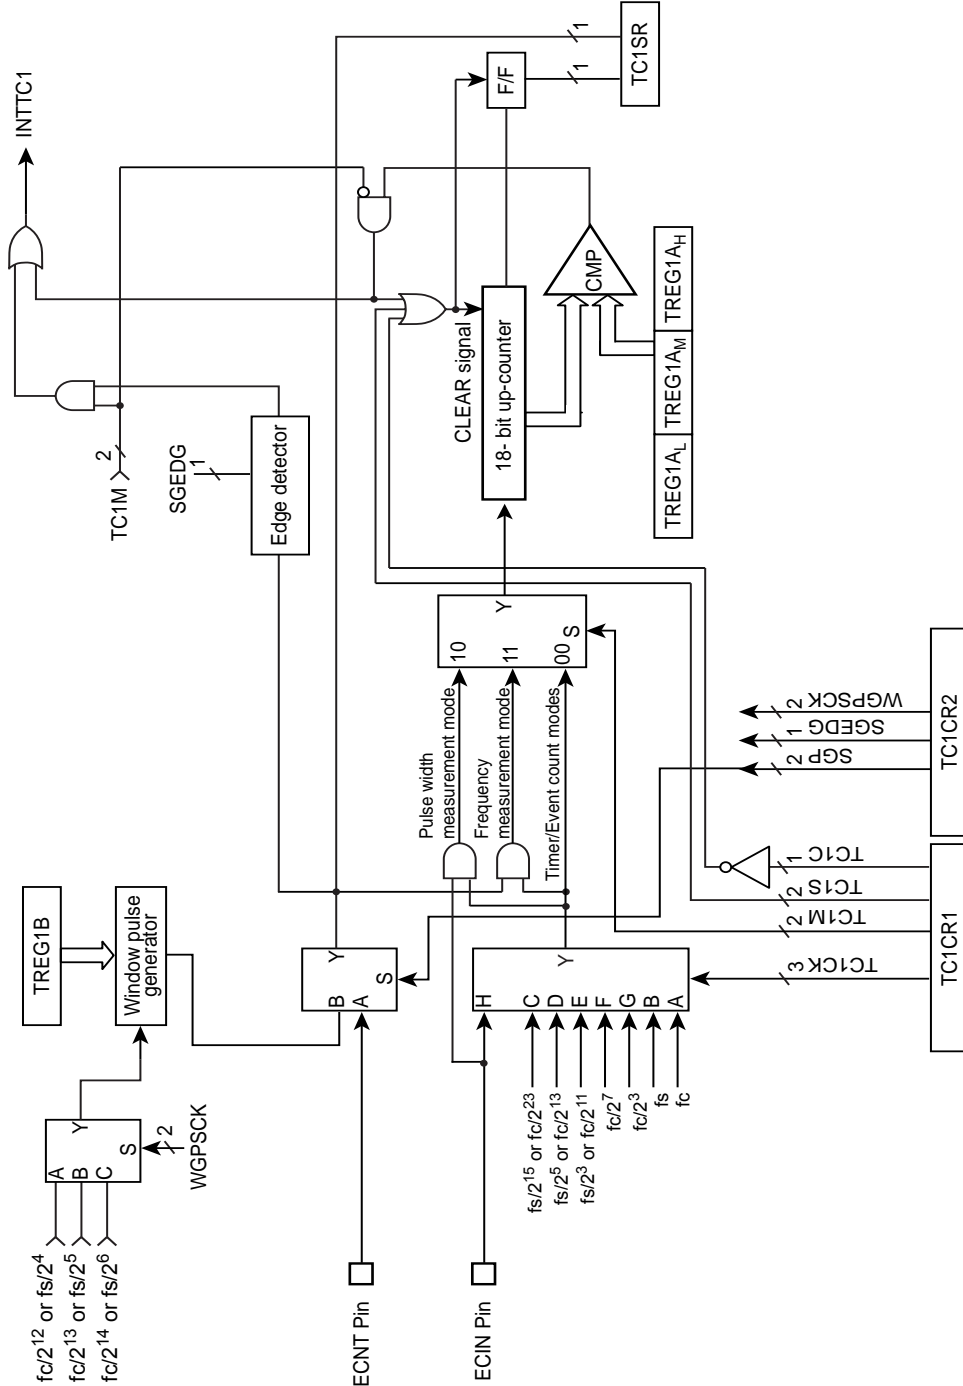 fc/2^12 or fs/2^4
fc/2^13 or fs/2^5
fc/2^14 or fs/2^6
A
B
C
Y
S
2
WGPSCK
TREG1B
Window pulse
generator
TC1M
2
SGEDG
1
Edge detector
INTTC1
ECNT Pin
B
A
Y
S
ECIN Pin
fs/2^15 or fc/2^23
fs/2^5 or fc/2^13
fs/2^3 or fc/2^11
fc/2^7
fc/2^3
fs
fc
H
C
D
E
F
G
B
A
Y
Pulse width
measurement mode
Frequency
measurement mode
Timer/Event count modes
10
11
00
Y
S
CLEAR signal
18- bit up-counter
F/F
1
1
TC1SR
CMP
TREG1A_L
TREG1A_M
TREG1A_H
3
TC1CK
2
TC1M
2
TC1S
1
TC1C
TC1CR1
2
SGP
1
SGEDG
2
WGPSCK
TC1CR2